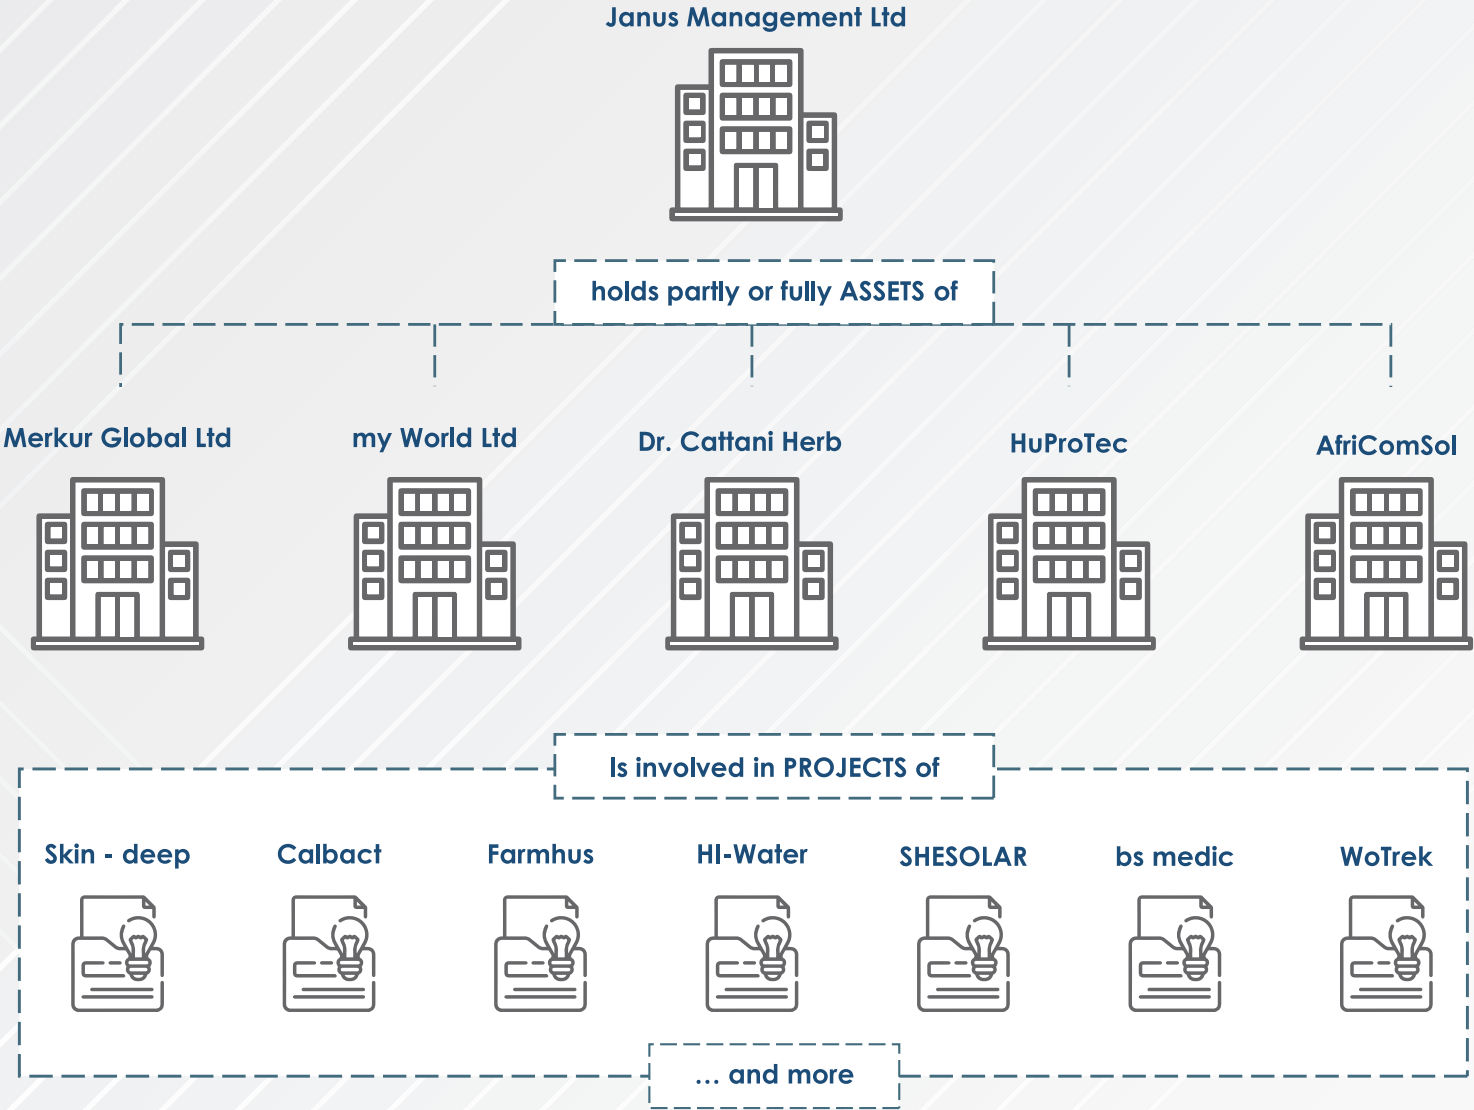 Janus Management Ltd
holds partly or fully ASSETS of
Merkur Global Ltd
my World Ltd
Dr. Cattani Herb
HuProTec
AfriComSol
Is involved in PROJECTS of
Skin - deep
Calbact
Farmhus
HI-Water
SHESOLAR
bs medic
WoTrek
... and more